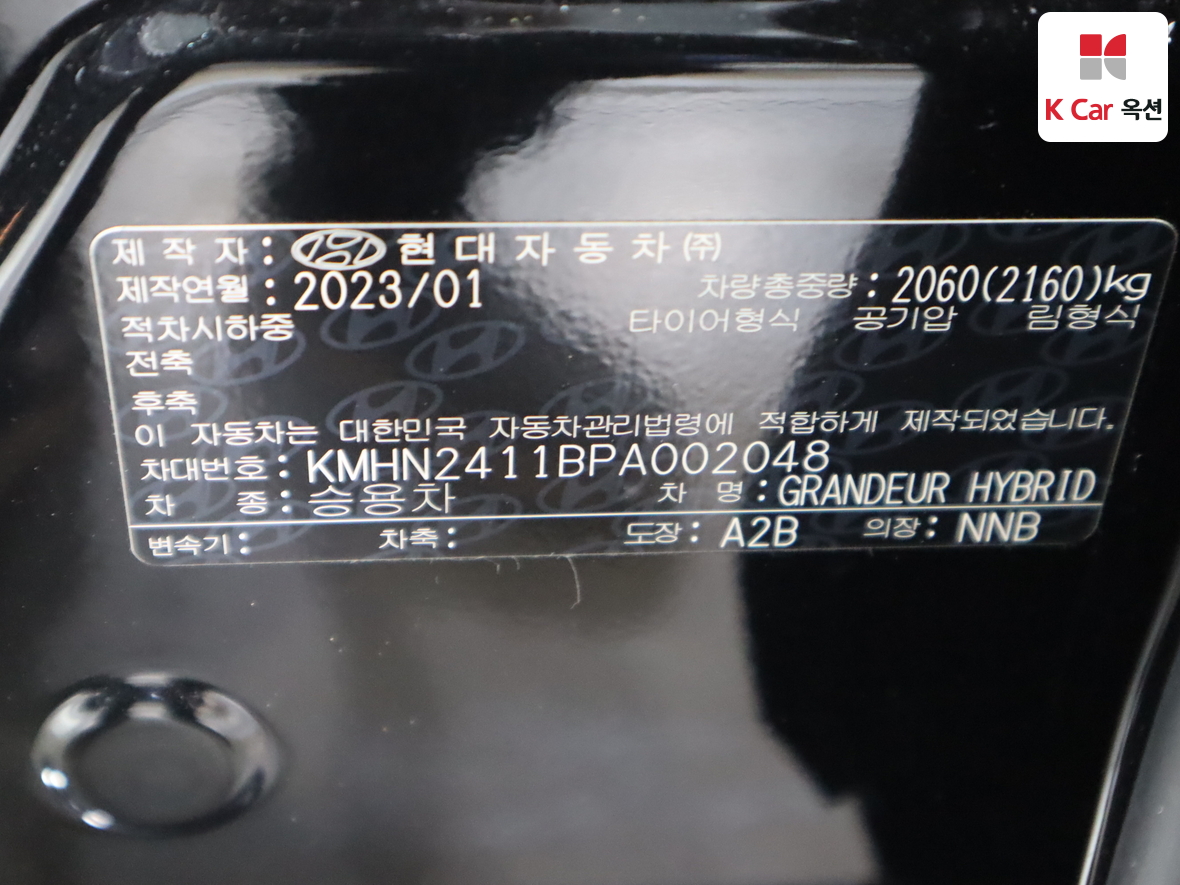 K Car 옥션
제 작 자 : 현 대 자 동 차 ㈜
제작연월 : 2023/01 차량총중량 : 2060(2160)kg
적차시하중 타이어형식 공기압 림형식
전축
후축
이 자동차는 대한민국 자동차관리법령에 적합하게 제작되었습니다.
차대번호 : KMHN2411BPA002048
차 종 : 승용차 차 명 : GRANDEUR HYBRID
변속기 : 차축 : 도장 : A2B 의장 : NNB